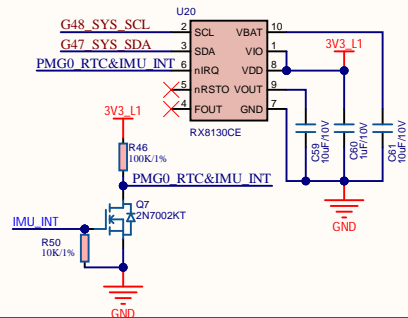 U20
G48_SYS_SCL 2 SCL VBAT 10
G47_SYS_SDA 3 SDA VIO 1 3V3_L1
PMG0_RTC&IMU_INT 6 nIRQ VDD 8
5 nRSTO VOUT 9
4 FOUT GND 7
3V3_L1 RX8130CE
C59 10uF/10V
C60 1uF/10V
C61 10uF/10V
R46
100K/1%
PMG0_RTC&IMU_INT
Q7
2N7002KT
IMU_INT
R50
10K/1%
GND
GND